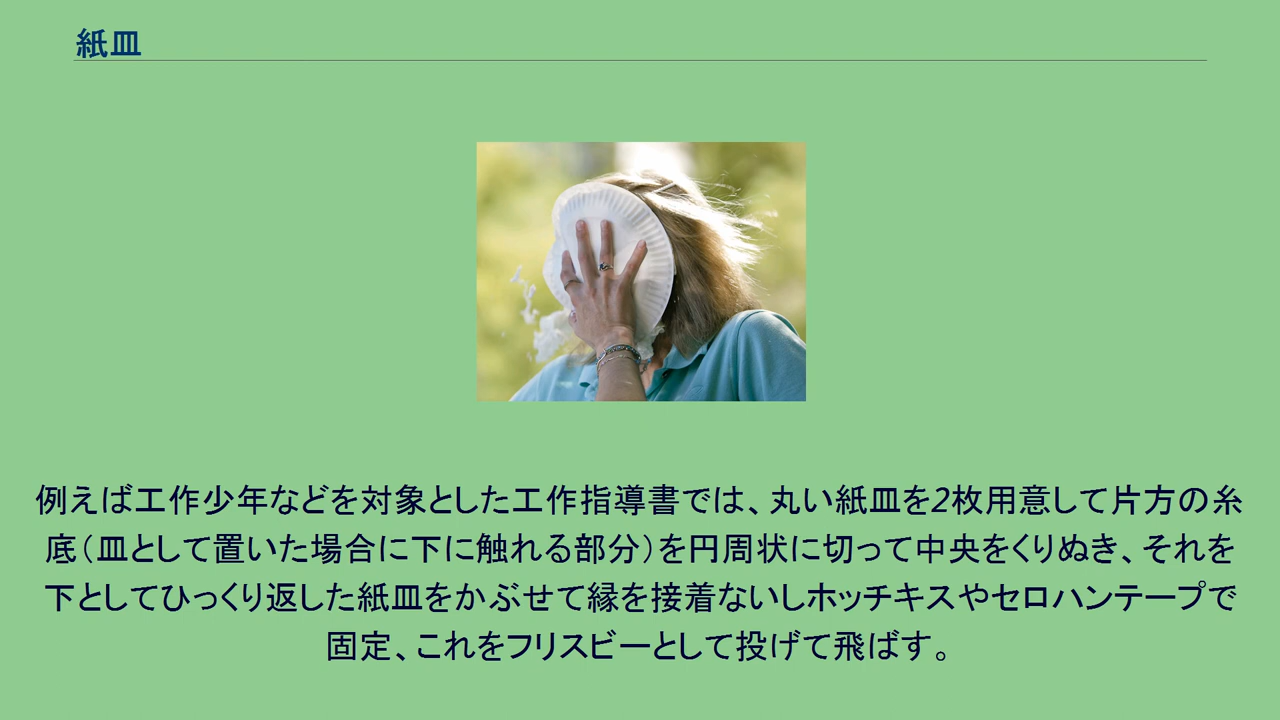 紙皿
例えば工作少年などを対象とした工作指導書では、丸い紙皿を2枚用意して片方の糸
底（皿として置いた場合に下に触れる部分）を円周状に切って中央をくりぬき、それを
下としてひっくり返した紙皿をかぶせて縁を接着ないしホッチキスやセロハンテープで
固定、これをフリスビーとして投げて飛ばす。